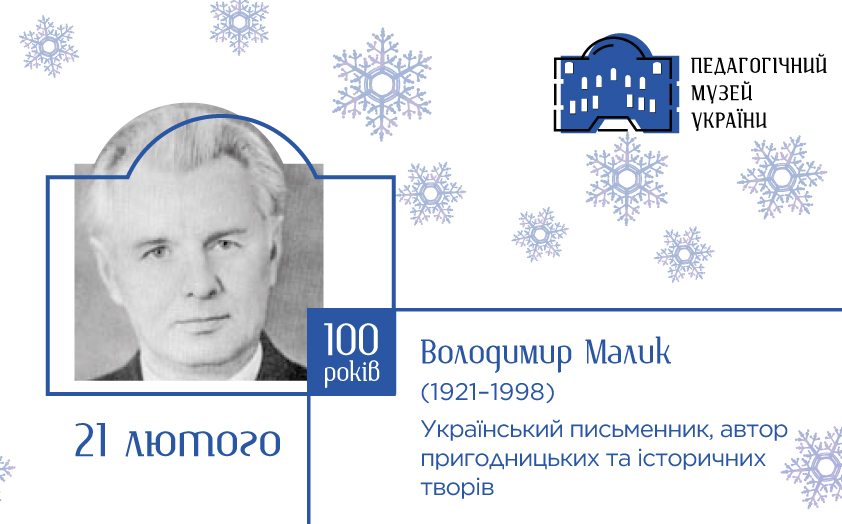 ПЕДАГОГІЧНИЙ
МУЗЕЙ
УКРАЇНИ
100
років
21 лютого
Володимир Малик
(1921–1998)
Український письменник, автор
пригодницьких та історичних
творів